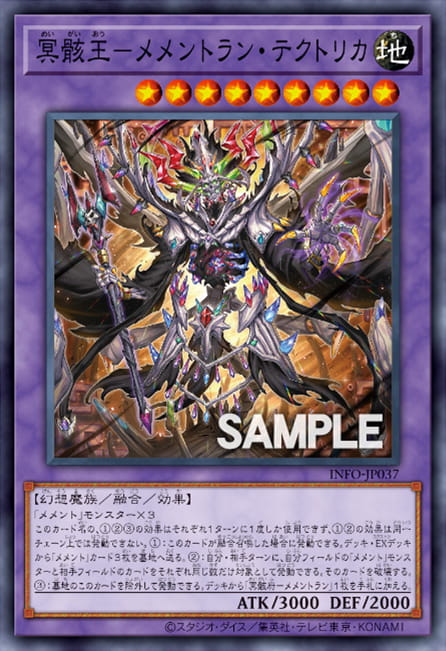 冥骸王－メメントラン・テクトリカ
地
SAMPLE
INFO-JP037
【幻想魔族／融合／効果】
「メメント」モンスター×３
このカード名の、①②③の効果はそれぞれ１ターンに１度しか使用できず、①②の効果は同一
チェーン上では発動できない。①：このカードが融合召喚した場合に発動できる。デッキ・EXデッキ
から「メメント」カード３枚を墓地へ送る。②：自分・相手ターンに、自分フィールドの「メメント」モンス
ターと相手フィールドのカードをそれぞれ同じ数だけ対象として発動できる。そのカードを破壊する。
③：墓地のこのカードを除外して発動できる。デッキから「冥骸府－メメントラン」１枚を手札に加える。
ATK/3000 DEF/2000
©スタジオ・ダイス／集英社・テレビ東京・KONAMI